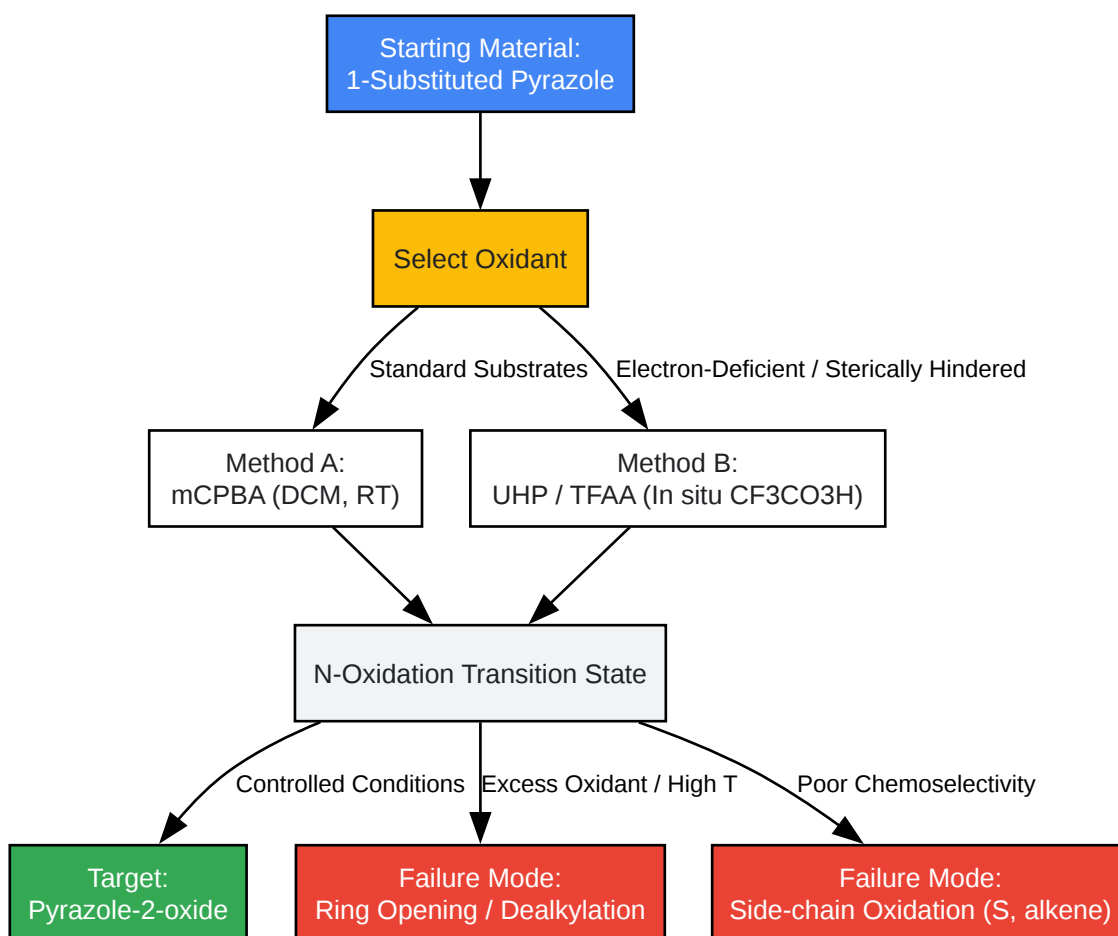 Starting Material:
1-Substituted Pyrazole
Select Oxidant
Standard Substrates
Electron-Deficient / Sterically Hindered
Method A:
mCPBA (DCM, RT)
Method B:
UHP / TFAA (In situ CF3CO3H)
N-Oxidation Transition State
Controlled Conditions
Excess Oxidant / High T
Poor Chemoselectivity
Target:
Pyrazole-2-oxide
Failure Mode:
Ring Opening / Dealkylation
Failure Mode:
Side-chain Oxidation (S, alkene)